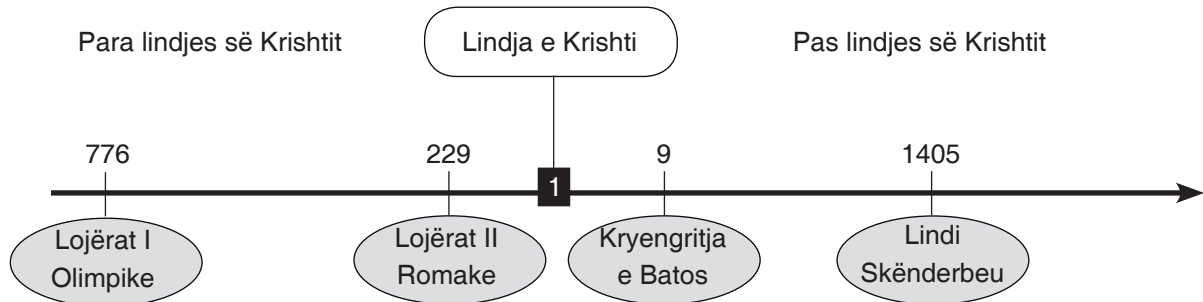 Para lindjes së Krishtit
Lindja e Krishti
Pas lindjes së Krishtit
776
229
1
9
1405
Lojërat I
Olimpike
Lojërat II
Romake
Kryengritja
e Batos
Lindi
Skënderbeu